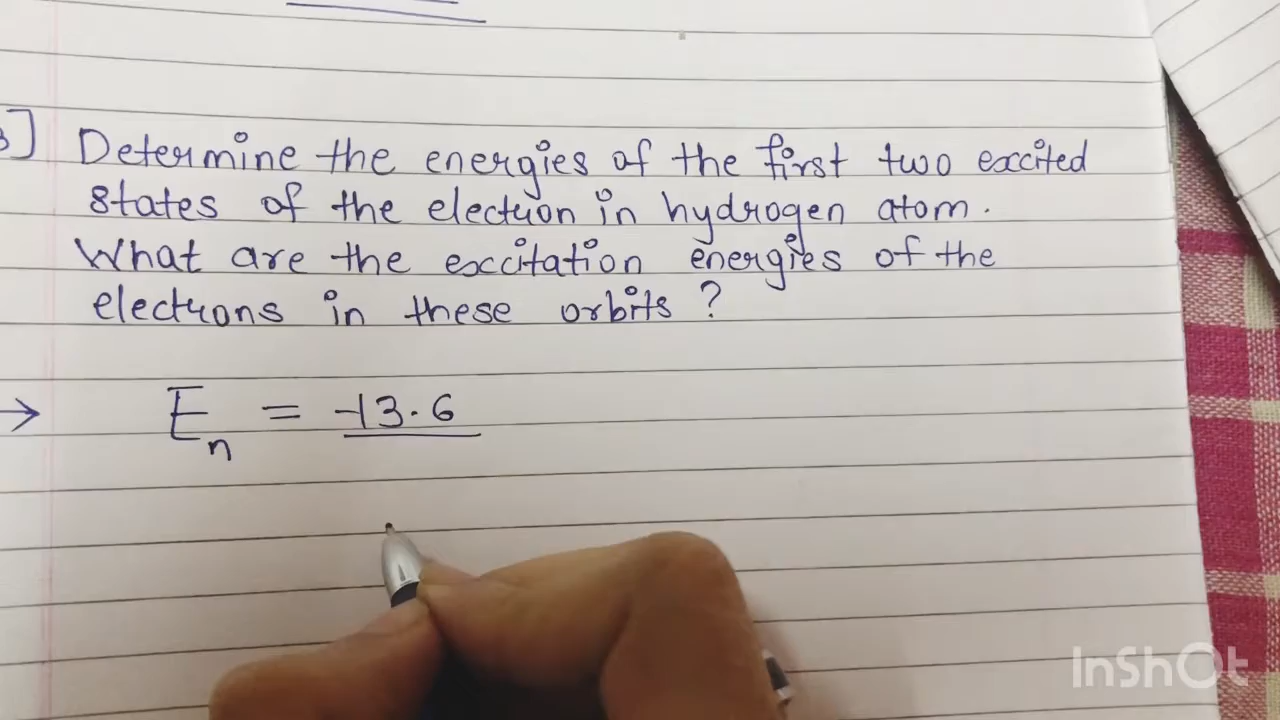 3] Determine the energies of the first two excited
states of the electron in hydrogen atom.
What are the excitation energies of the
electrons in these orbits ?
→ En = -13.6
InShOt